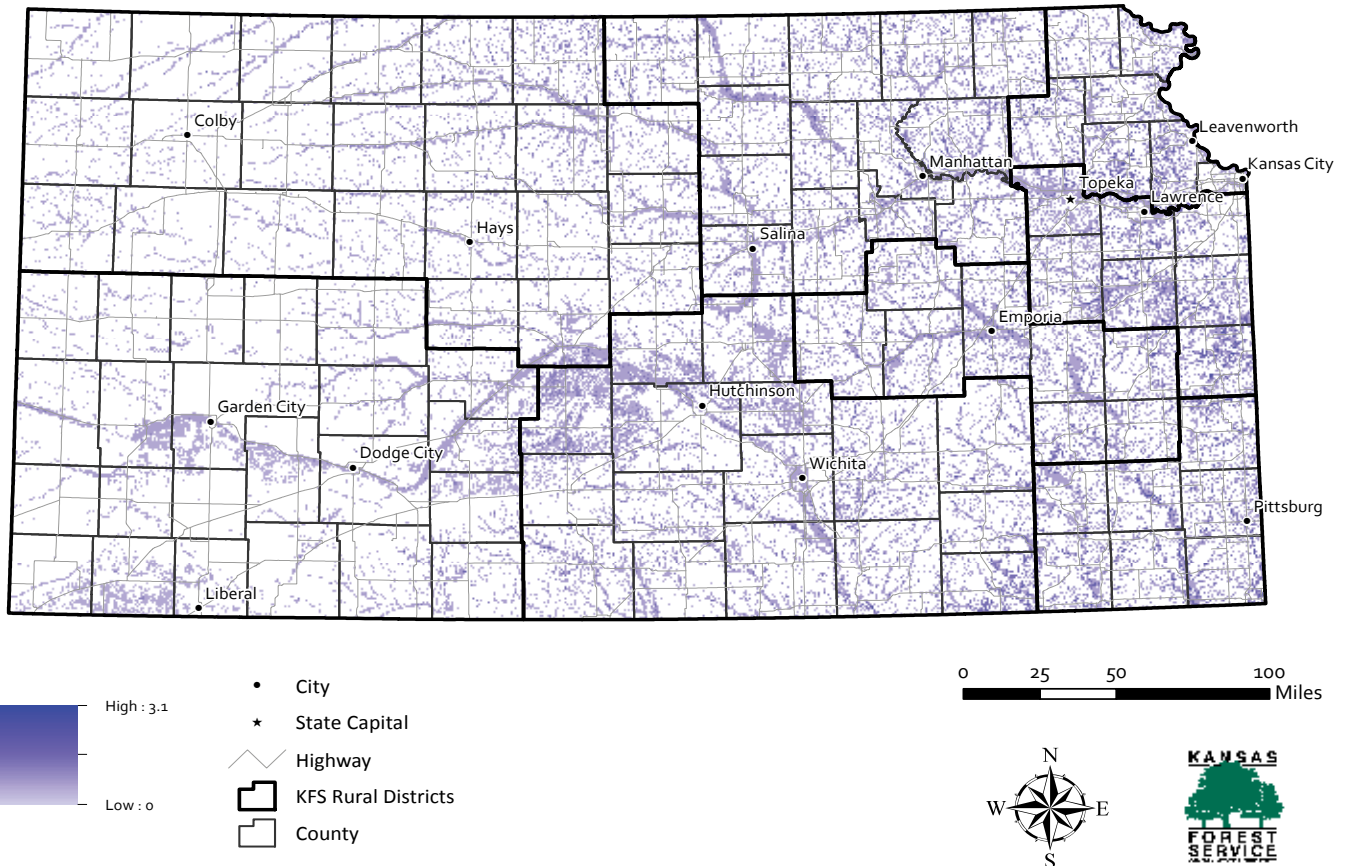 Colby
Leavenworth
Manhattan
Kansas City
Topeka
Lawrence
Hays
Salina
Emporia
Garden City
Hutchinson
Dodge City
Wichita
Pittsburg
Liberal
High : 3.1
Low : 0
City
State Capital
Highway
KFS Rural Districts
County
0 25 50 100
Miles
N
W E
S
KANSAS
FOREST
SERVICE